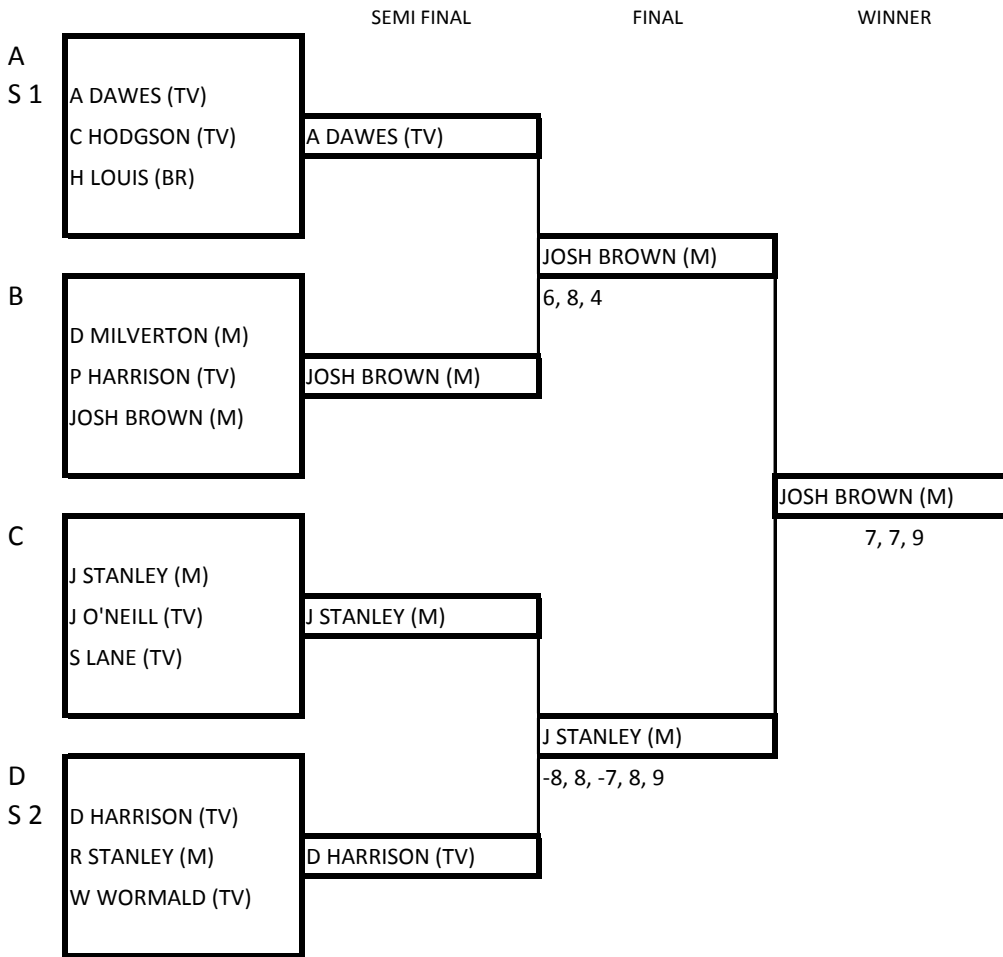 SEMI FINAL FINAL WINNER
A
S 1 A DAWES (TV)
C HODGSON (TV) A DAWES (TV)
H LOUIS (BR)
JOSH BROWN (M)
B 6, 8, 4
D MILVERTON (M)
P HARRISON (TV) JOSH BROWN (M)
JOSH BROWN (M)
JOSH BROWN (M)
C 7, 7, 9
J STANLEY (M)
J O'NEILL (TV) J STANLEY (M)
S LANE (TV)
J STANLEY (M)
D -8, 8, -7, 8, 9
S 2 D HARRISON (TV)
R STANLEY (M) D HARRISON (TV)
W WORMALD (TV)